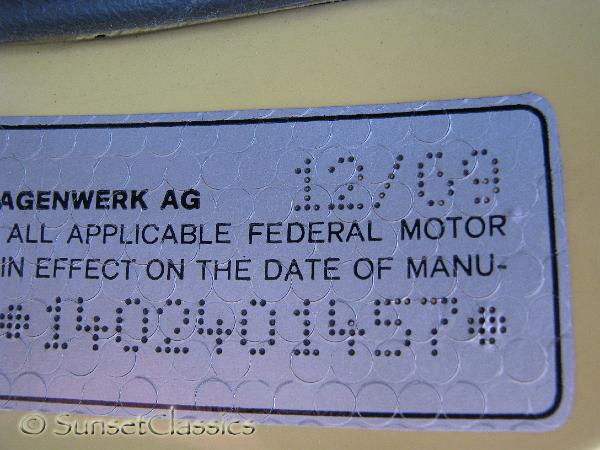 12/69
AGENWERK AG
ALL APPLICABLE FEDERAL MOTOR
IN EFFECT ON THE DATE OF MANU-
*1402401457*
© SunsetClassics